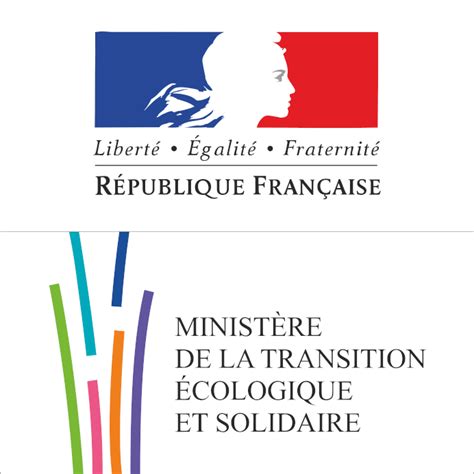 Liberté • Égalité • Fraternité
RÉPUBLIQUE FRANÇAISE
MINISTÈRE
DE LA TRANSITION
ÉCOLOGIQUE
ET SOLIDAIRE